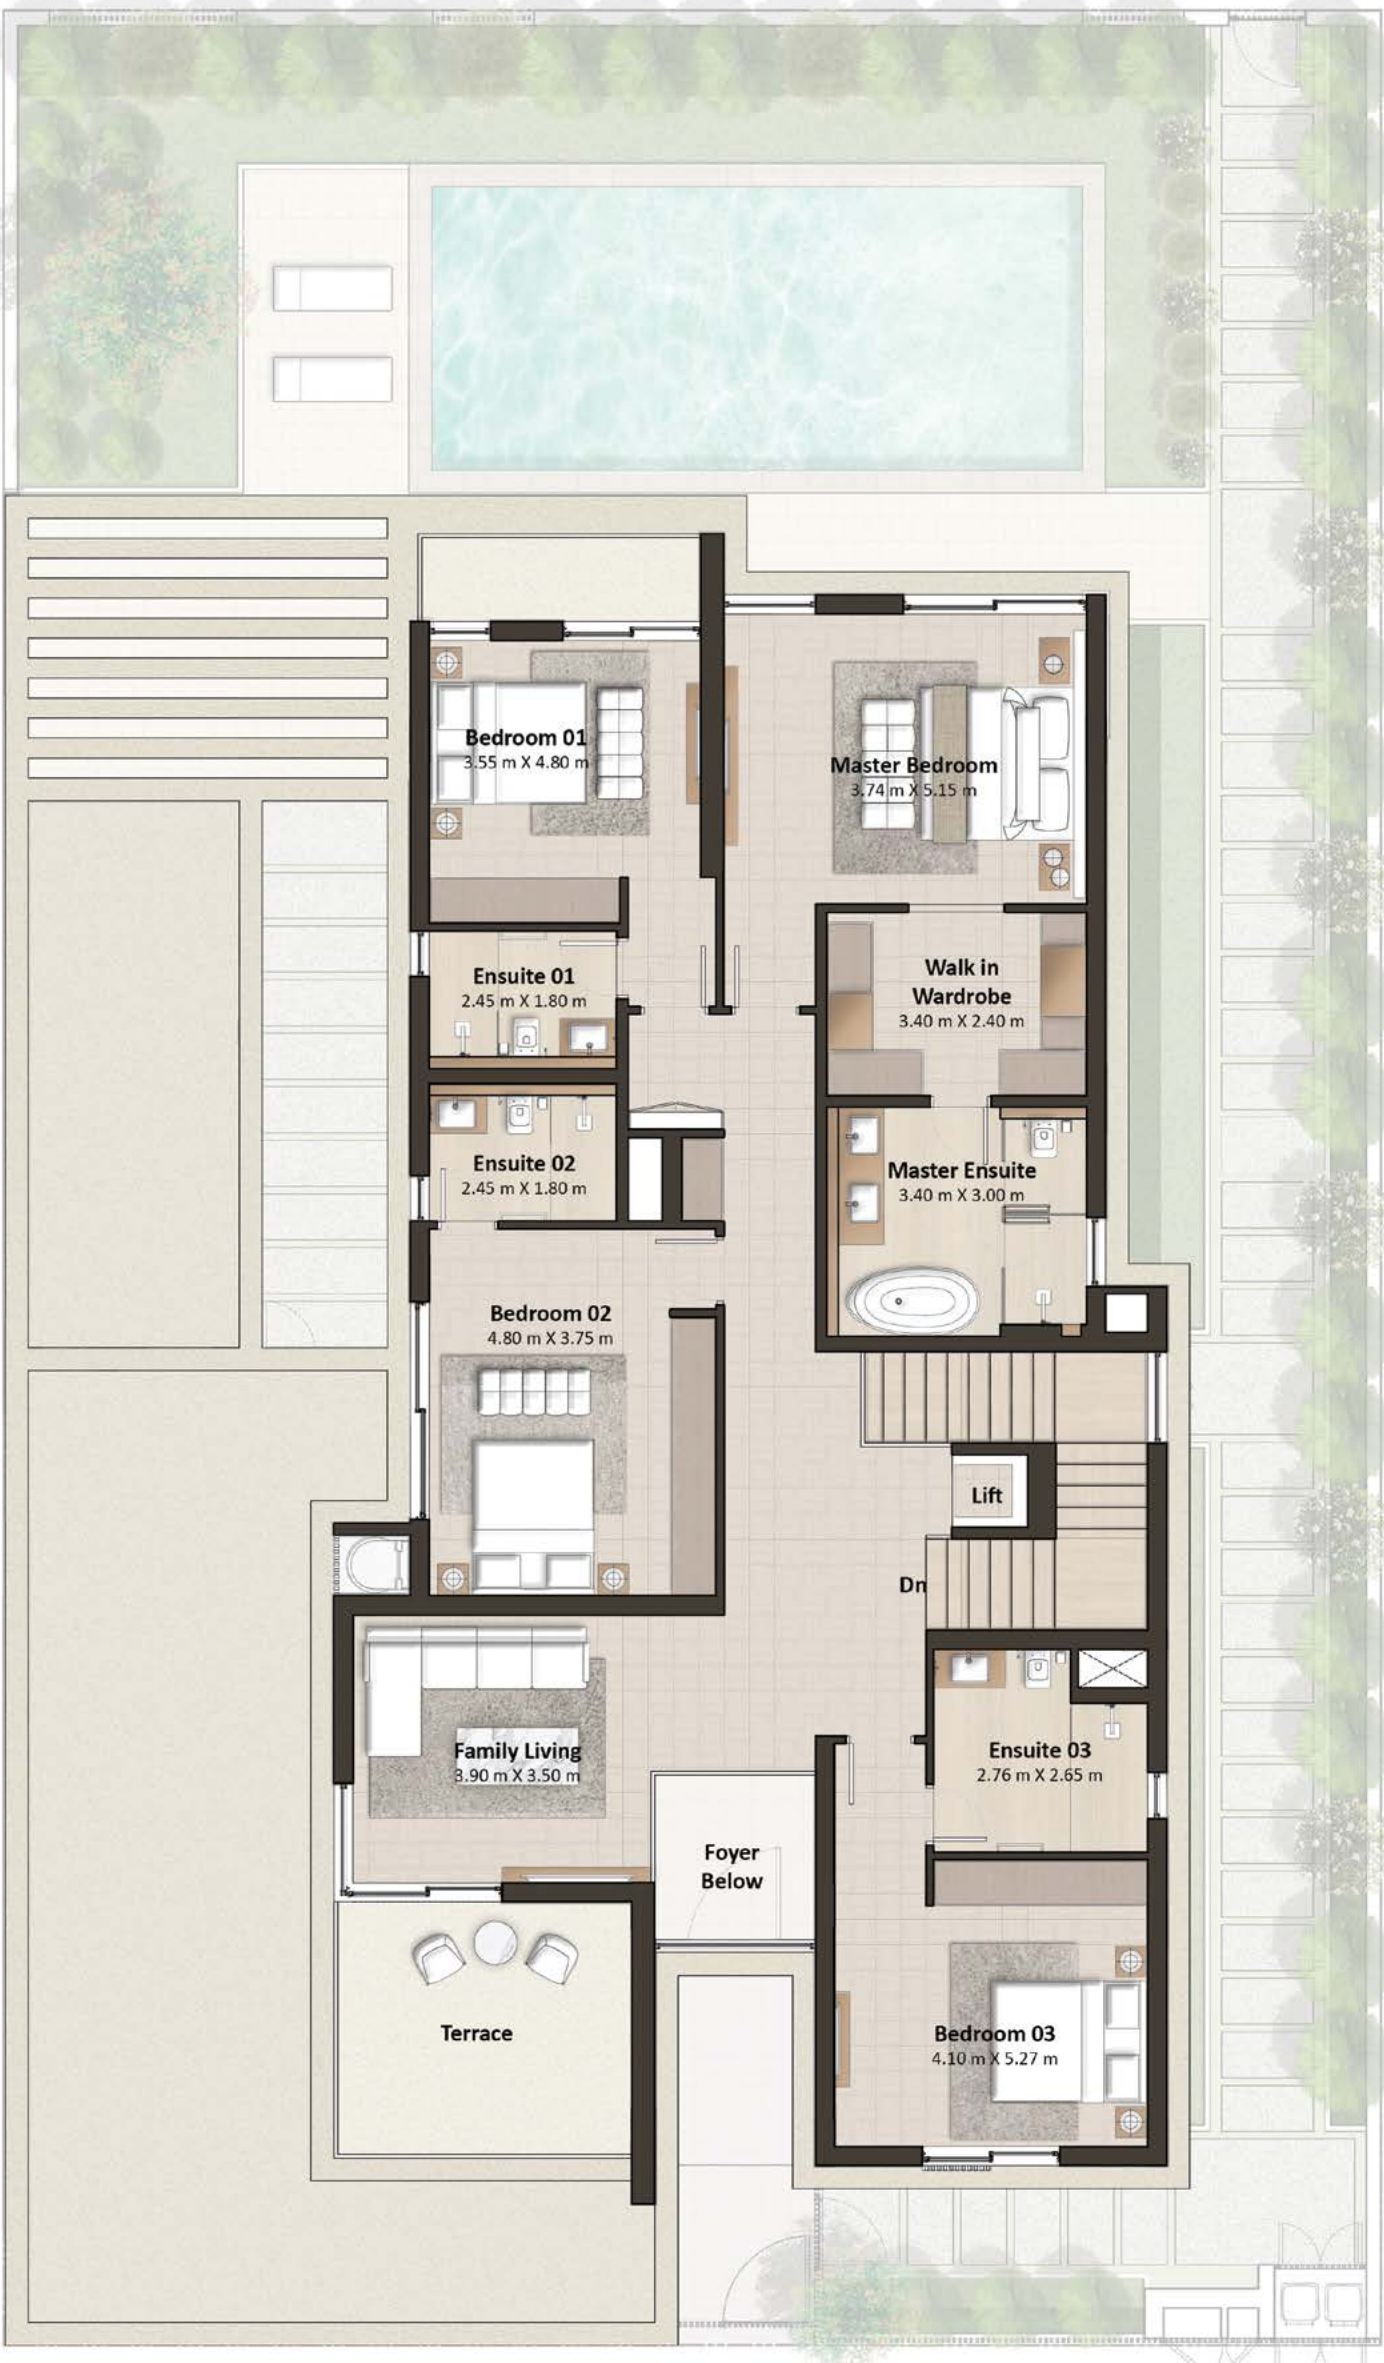 Bedroom 01
3.55 m X 4.80 m
Master Bedroom
3.74 m X 5.15 m
Ensuite 01
2.45 m X 1.80 m
Walk in
Wardrobe
3.40 m X 2.40 m
Ensuite 02
2.45 m X 1.80 m
Master Ensuite
3.40 m X 3.00 m
Bedroom 02
4.80 m X 3.75 m
Lift
Dn
Family Living
3.90 m X 3.50 m
Ensuite 03
2.76 m X 2.65 m
Foyer
Below
Terrace
Bedroom 03
4.10 m X 5.27 m